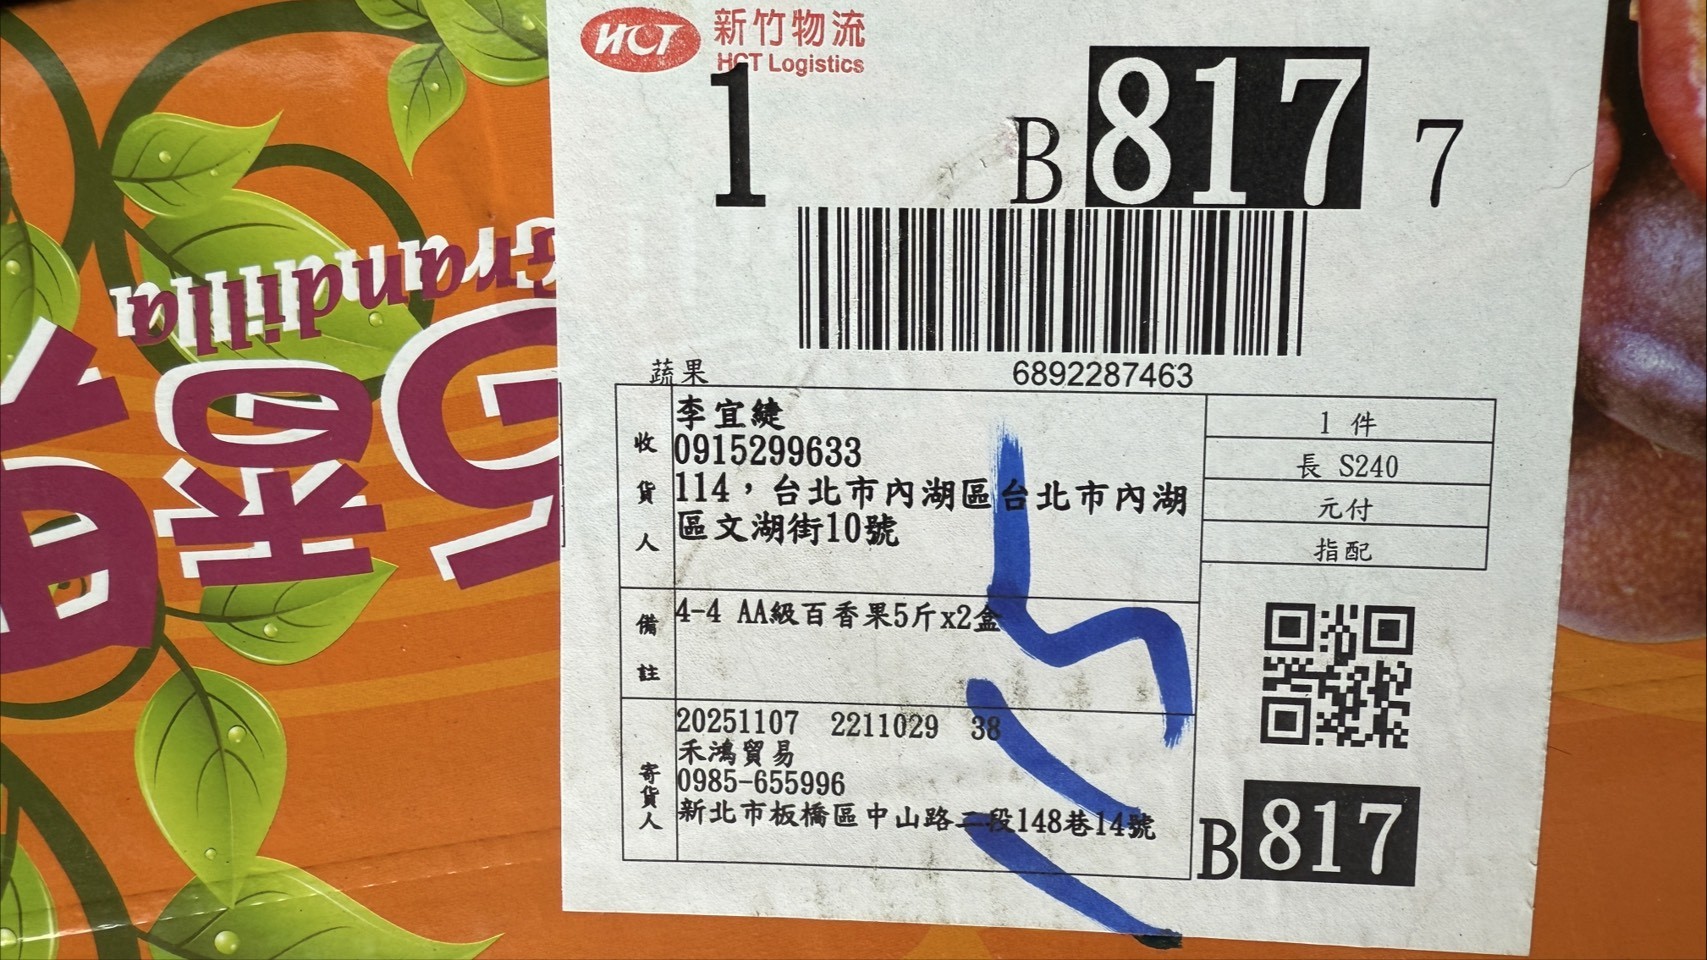 HCT 新竹物流
HCT Logistics
1 B 817 7
蔬果 6892287463
收貨人
李宜緁
0915299633
114，台北市內湖區台北市內湖
區文湖街10號
1 件
長 S240
元付
指配
備註
4-4 AA級百香果5斤x2盒
寄貨人
20251107 2211029 38
禾鴻貿易
0985-655996
新北市板橋區中山路二段148巷14號
B 817
Grandilla